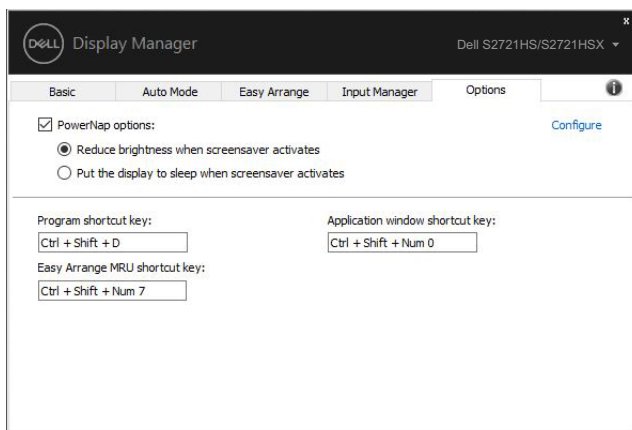 x
DELL Display Manager Dell S2721HS/S2721HSX
Basic Auto Mode Easy Arrange Input Manager Options i
PowerNap options: Configure
Reduce brightness when screensaver activates
Put the display to sleep when screensaver activates
Program shortcut key: Application window shortcut key:
Ctrl + Shift + D Ctrl + Shift + Num 0
Easy Arrange MRU shortcut key:
Ctrl + Shift + Num 7